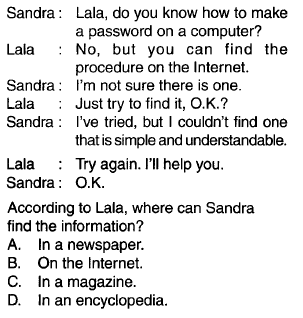 Sandra : Lala, do you know how to make
a password on a computer?
Lala : No, but you can find the
procedure on the Internet.
Sandra : I'm not sure there is one.
Lala : Just try to find it, O.K.?
Sandra : I've tried, but I couldn't find one
that is simple and understandable.
Lala : Try again. I'll help you.
Sandra : O.K.
According to Lala, where can Sandra
find the information?
A. In a newspaper.
B. On the Internet.
C. In a magazine.
D. In an encyclopedia.